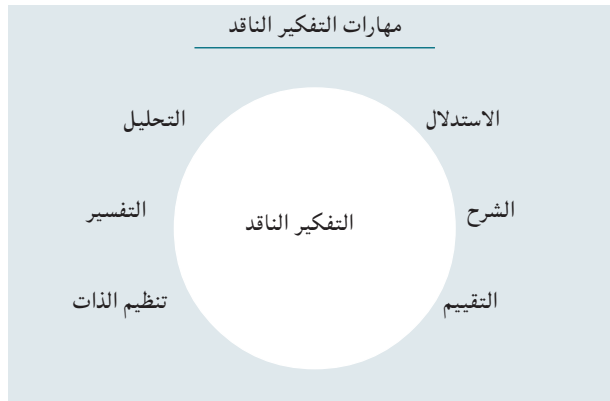 مهارات التفكير الناقد
الاستدلال
التحليل
الشرح
التفسير
التفكير الناقد
التقييم
تنظيم الذات